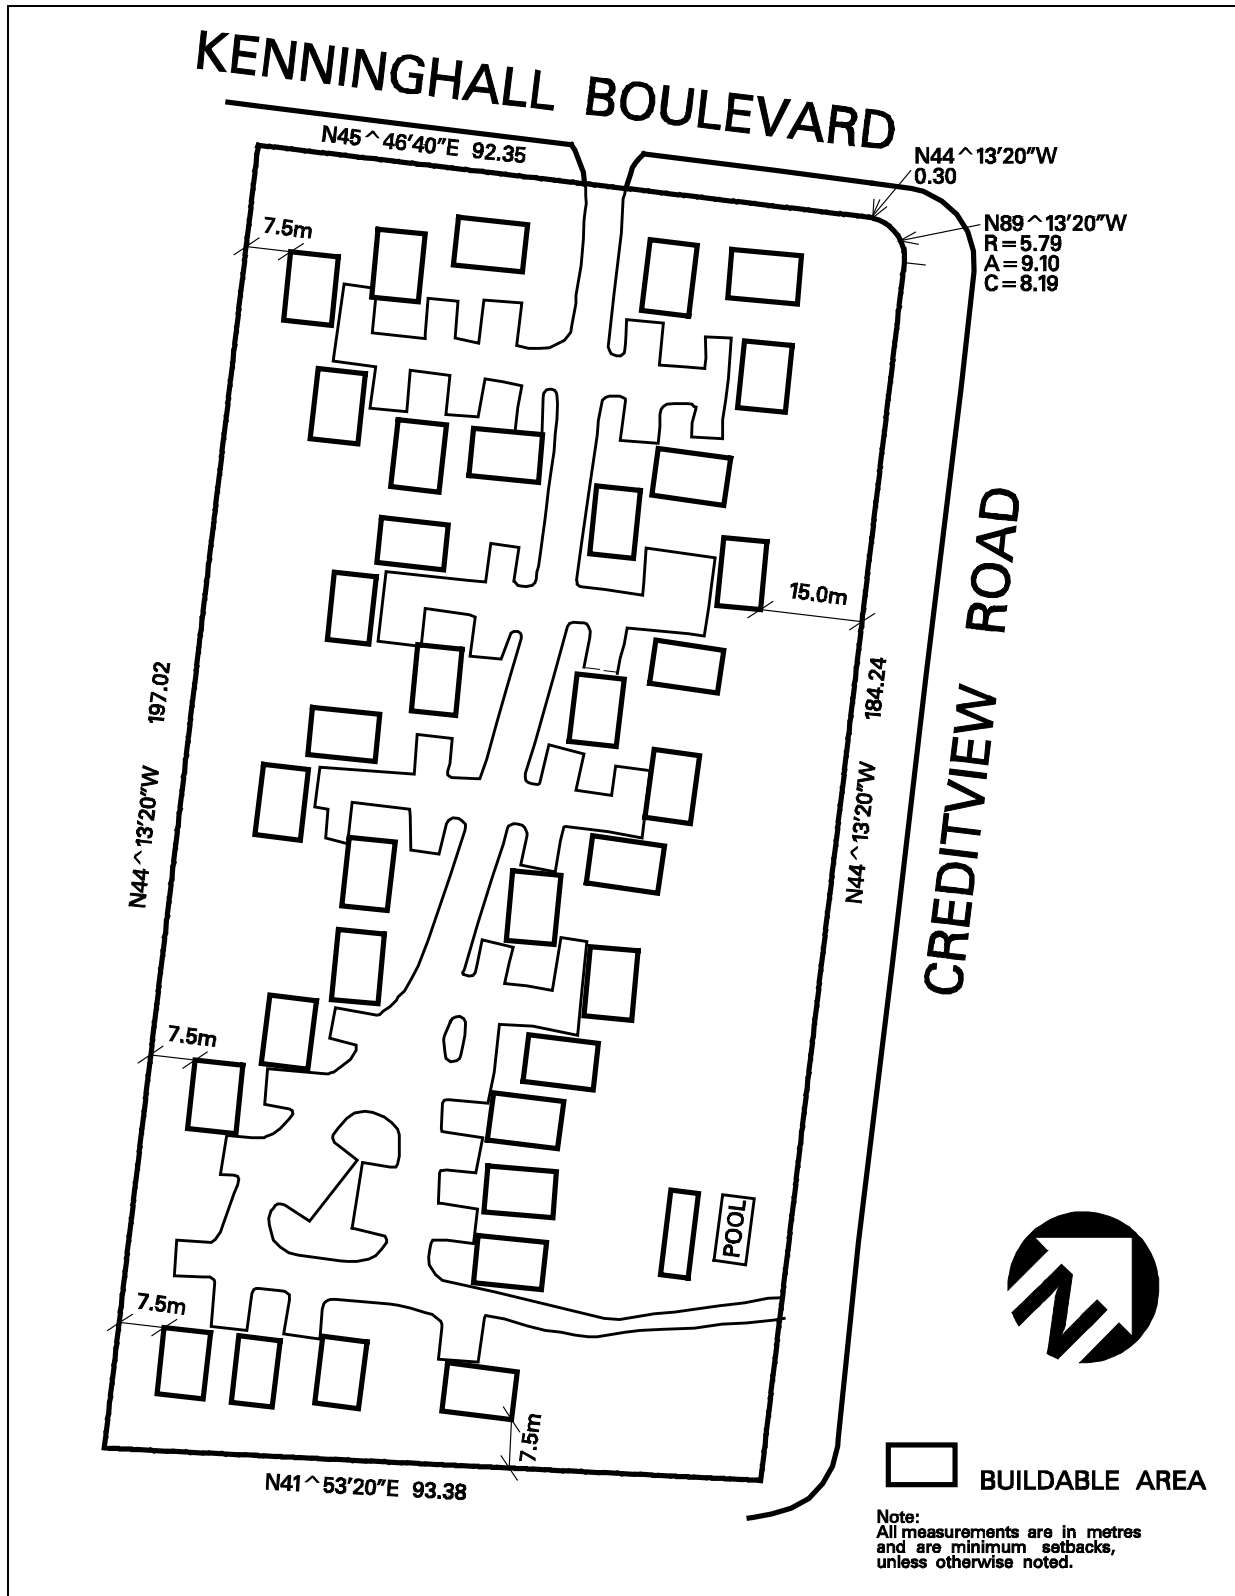 KENNINGHALL BOULEVARD
N45^46'40"E 92.35
N44^13'20"W
0.30
N89^13'20"W
R=5.79
A=9.10
C=8.19
7.5m
CREDITVIEW ROAD
15.0m
N44^13'20"W 197.02
N44^13'20"W 184.24
7.5m
POOL
7.5m
N
7.5m
N41^53'20"E 93.38
BUILDABLE AREA
Note:
All measurements are in metres
and are minimum setbacks,
unless otherwise noted.